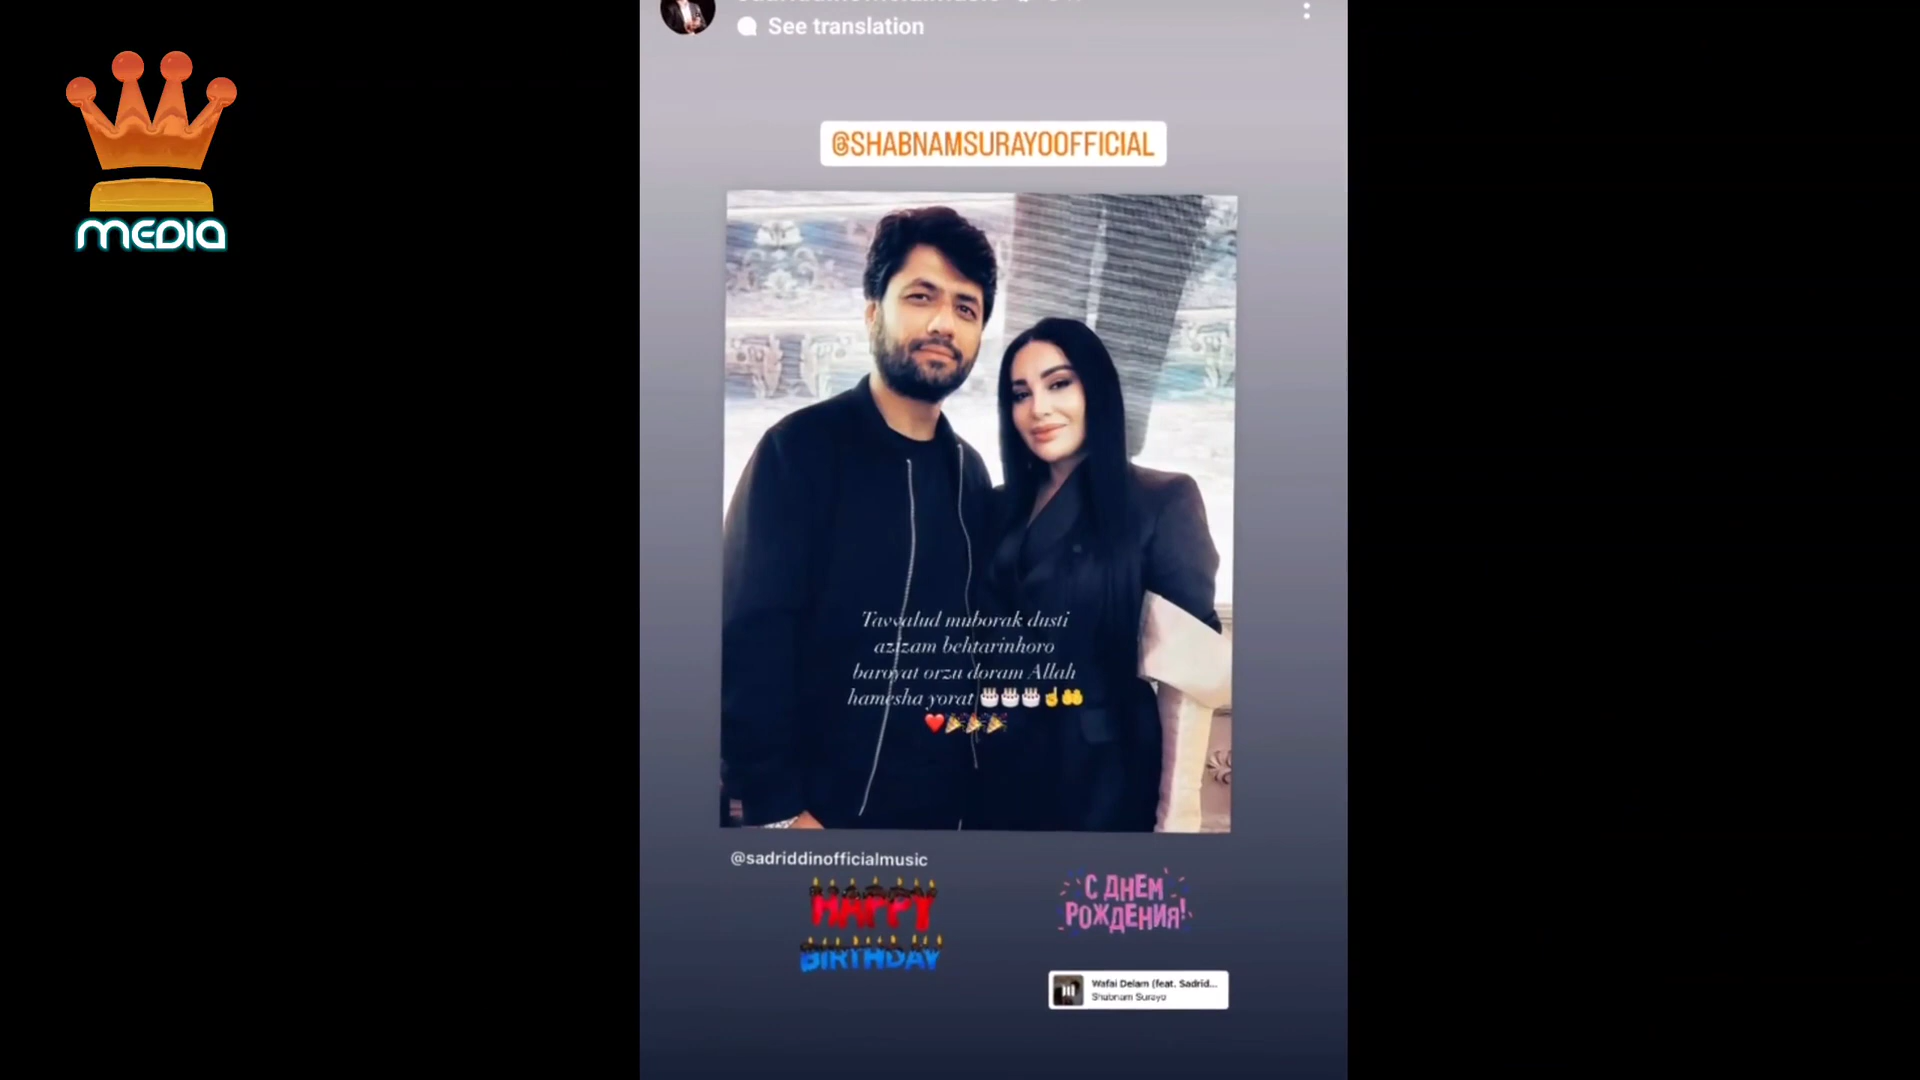 See translation
@SHABNAMSURAYOOFFICIAL
Tavvalud muborak dusti
azizam behtarinhoro
baroyat orzu doram Allah
hamesha yorat 🎂🎂🎂☝️🤲
❤️🎉🎉🎉
@sadriddinofficialmusic
HAPPY
BIRTHDAY
С ДНЕМ
РОЖДЕНИЯ!
Wafai Delam (feat. Sadrid...
Shabnam Surayo
MEDIA